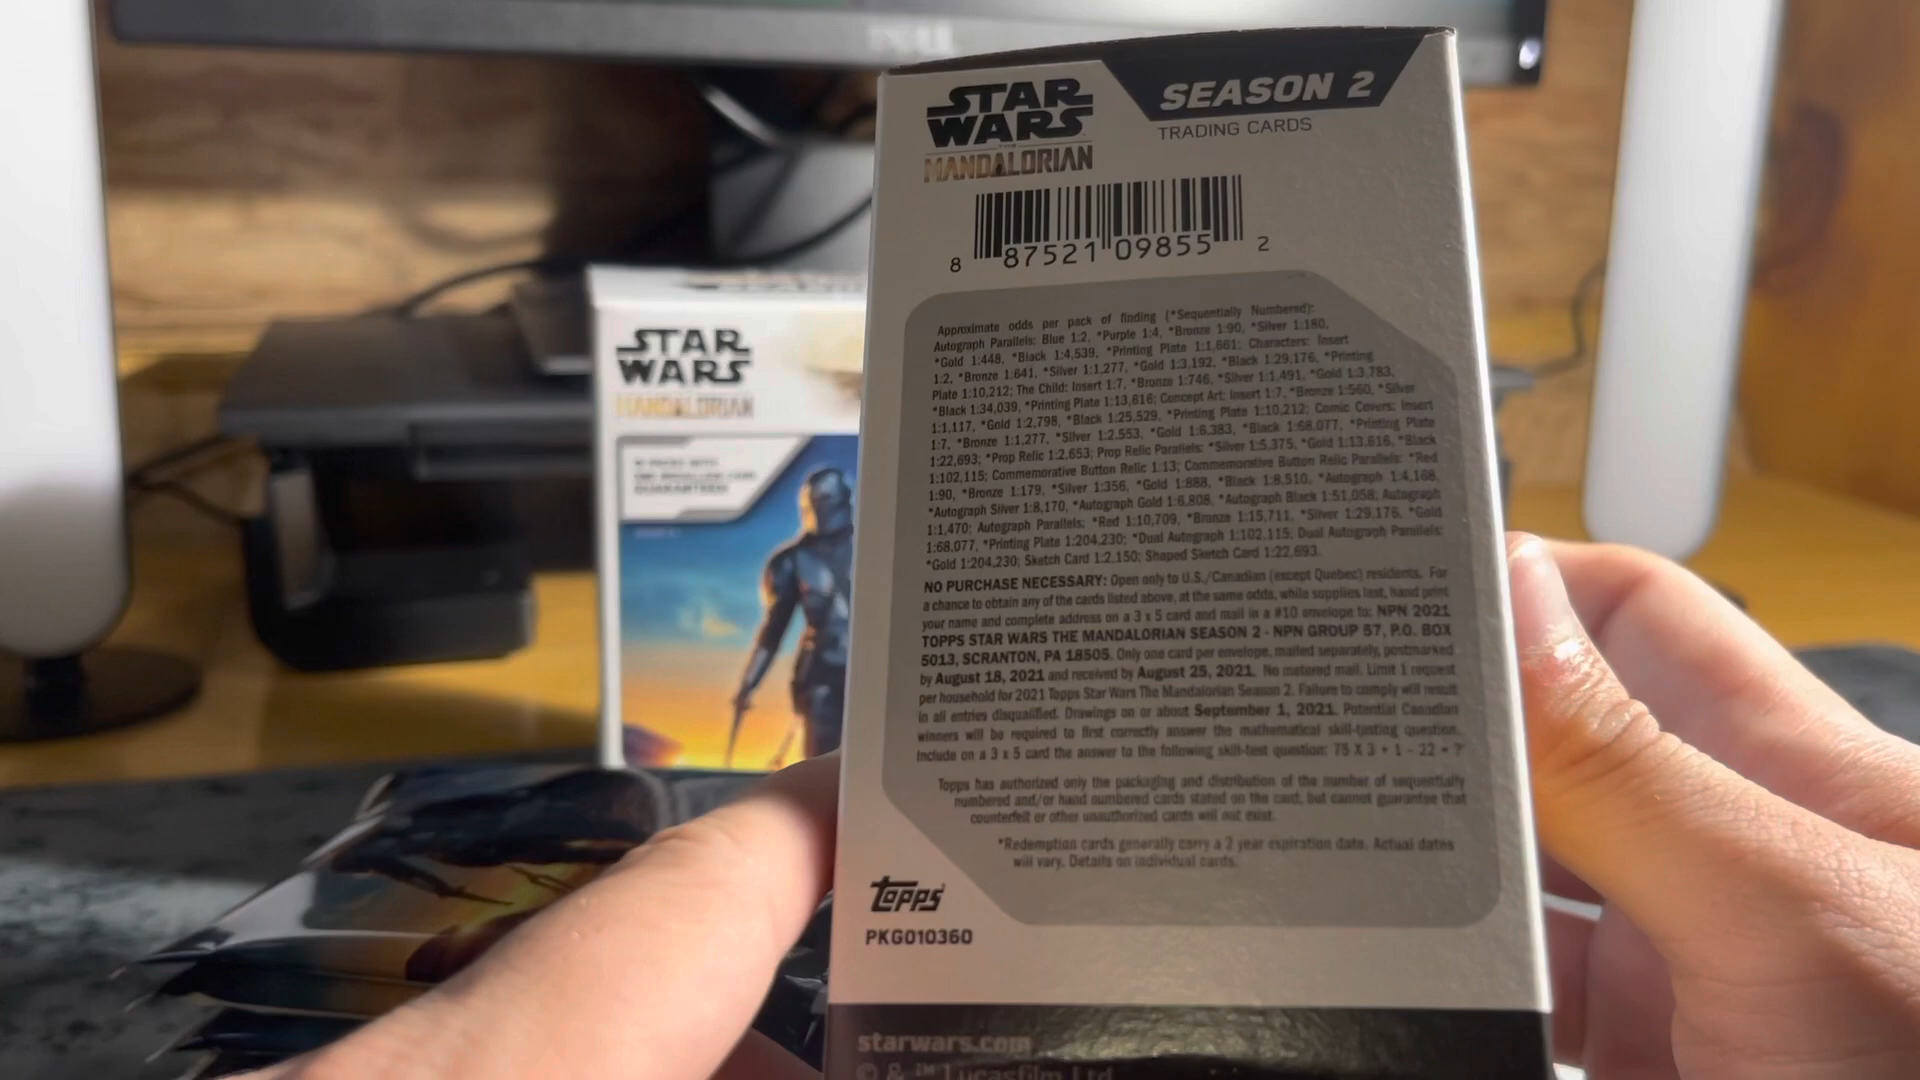 DELL
STAR
WARS
THE
MANDALORIAN
SEASON 2
TRADING CARDS
8 87521 09855 2
Approximate odds per pack of finding (*Sequentially Numbered):
Autograph Parallels: Blue 1:2, *Purple 1:4, *Bronze 1:90, *Silver 1:180,
*Gold 1:448, *Black 1:4,539, *Printing Plate 1:1,661; Characters: Insert
1:2, *Bronze 1:641, *Silver 1:1,277, *Gold 1:3,192, *Black 1:29,176, *Printing
Plate 1:10,212; The Child: Insert 1:7, *Bronze 1:746, *Silver 1:1,491, *Gold 1:3,783,
*Black 1:34,039, *Printing Plate 1:13,616; Concept Art: Insert 1:7, *Bronze 1:560, *Silver
1:1,117, *Gold 1:2,798, *Black 1:25,529, *Printing Plate 1:10,212; Comic Covers: Insert
1:7, *Bronze 1:1,277, *Silver 1:2,553, *Gold 1:6,383, *Black 1:68,077, *Printing Plate
1:22,693; *Prop Relic 1:2,653; Prop Relic Parallels: *Silver 1:5,375, *Gold 1:13,616, *Black
1:102,115; Commemorative Button Relic 1:13; Commemorative Button Relic Parallels: *Red
1:90, *Bronze 1:179, *Silver 1:356, *Gold 1:888, *Black 1:8,510, *Autograph 1:4,168,
*Autograph Silver 1:8,170, *Autograph Gold 1:6,808, *Autograph Black 1:51,058; Autograph
1:1,470; Autograph Parallels: *Red 1:10,709, *Bronze 1:15,711, *Silver 1:29,176, *Gold
1:68,077, *Printing Plate 1:204,230; *Dual Autograph 1:102,115, Dual Autograph Parallels:
*Gold 1:204,230; Sketch Card 1:2,150; Shaped Sketch Card 1:22,693.
NO PURCHASE NECESSARY: Open only to U.S./Canadian (except Quebec) residents. For
a chance to obtain any of the cards listed above, at the same odds, while supplies last, hand print
your name and complete address on a 3 x 5 card and mail in a #10 envelope to: NPN 2021
TOPPS STAR WARS THE MANDALORIAN SEASON 2 - NPN GROUP 57, P.O. BOX
5013, SCRANTON, PA 18505. Only one card per envelope, mailed separately, postmarked
by August 18, 2021 and received by August 25, 2021. No metered mail. Limit 1 request
per household for 2021 Topps Star Wars The Mandalorian Season 2. Failure to comply will result
in all entries disqualified. Drawings on or about September 1, 2021. Potential Canadian
winners will be required to first correctly answer the mathematical skill-testing question.
Include on a 3 x 5 card the answer to the following skill-test question: 75 X 3 + 1 - 22 = ?
Topps has authorized only the packaging and distribution of the number of sequentially
numbered and/or hand numbered cards stated on the card, but cannot guarantee that
counterfeit or other unauthorized cards will not exist.
*Redemption cards generally carry a 2 year expiration date. Actual dates
will vary. Details on individual cards.
topps
PKG010360
starwars.com
© & ™ Lucasfilm Ltd
STAR
WARS
MANDALORIAN
GUARANTEED!